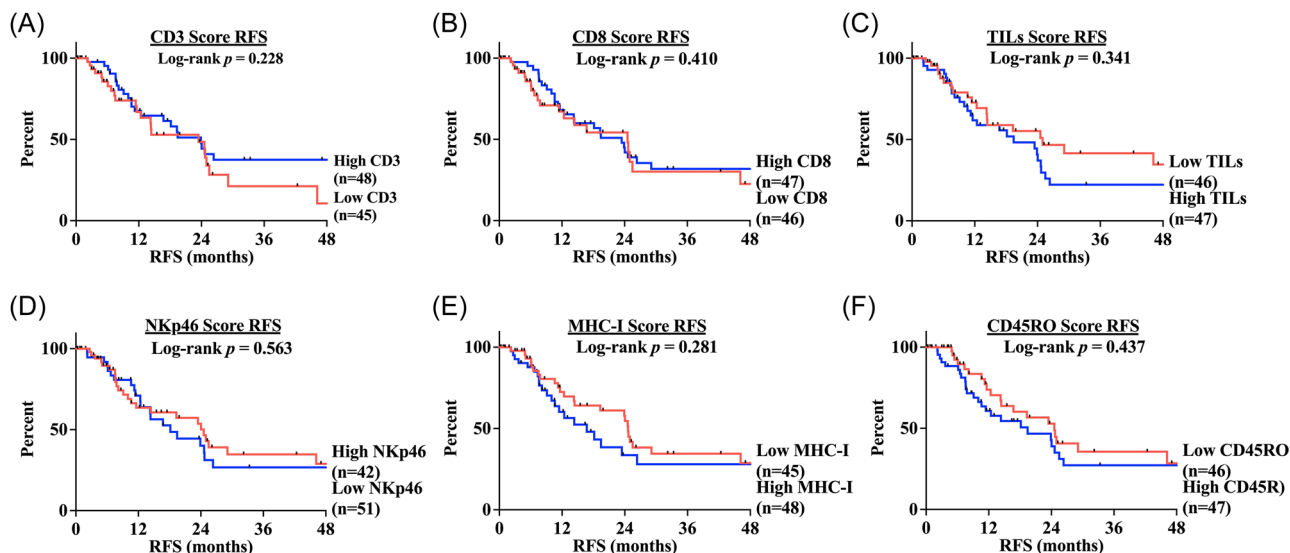 (A)
CD3 Score RFS
Log-rank p = 0.228
100
50
0
Percent
0 12 24 36 48
RFS (months)
High CD3
(n=48)
Low CD3
(n=45)
(B)
CD8 Score RFS
Log-rank p = 0.410
100
50
0
Percent
0 12 24 36 48
RFS (months)
High CD8
(n=47)
Low CD8
(n=46)
(C)
TILs Score RFS
Log-rank p = 0.341
100
50
0
Percent
0 12 24 36 48
RFS (months)
Low TILs
(n=46)
High TILs
(n=47)
(D)
NKp46 Score RFS
Log-rank p = 0.563
100
50
0
Percent
0 12 24 36 48
RFS (months)
High NKp46
(n=42)
Low NKp46
(n=51)
(E)
MHC-I Score RFS
Log-rank p = 0.281
100
50
0
Percent
0 12 24 36 48
RFS (months)
Low MHC-I
(n=45)
High MHC-I
(n=48)
(F)
CD45RO Score RFS
Log-rank p = 0.437
100
50
0
Percent
0 12 24 36 48
RFS (months)
Low CD45RO
(n=46)
High CD45R)
(n=47)